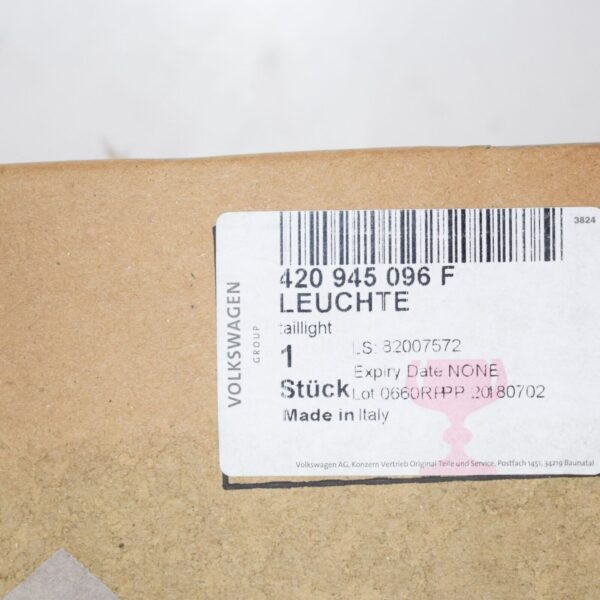 3824
420 945 096 F
LEUCHTE
taillight
1
Stück
LS: 82007572
Expiry Date NONE
Lot 0660RPPP 20180702
Made in Italy
VOLKSWAGEN
GROUP
Volkswagen AG, Konzern Vertrieb Original Teile und Service, Postfach 1451, 34219 Baunatal